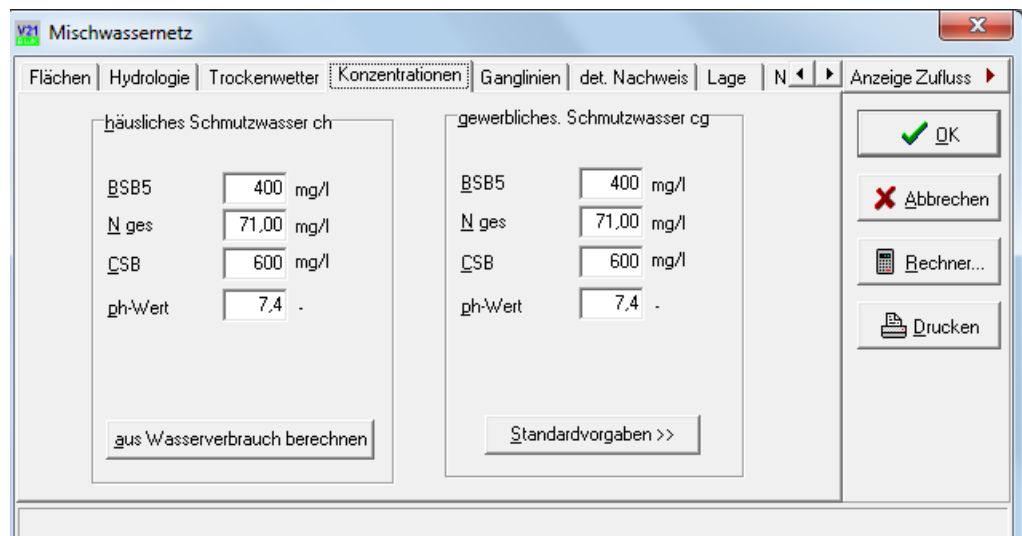 V21 Mischwassernetz
Flächen Hydrologie Trockenwetter Konzentrationen Ganglinien det. Nachweis Lage N Anzeige Zufluss
häusliches Schmutzwasser ch
BSB5 400 mg/l
N ges 71,00 mg/l
CSB 600 mg/l
ph-Wert 7,4 -
aus Wasserverbrauch berechnen
gewerbliches. Schmutzwasser cg
BSB5 400 mg/l
N ges 71,00 mg/l
CSB 600 mg/l
ph-Wert 7,4 -
Standardvorgaben >>
OK
Abbrechen
Rechner...
Drucken